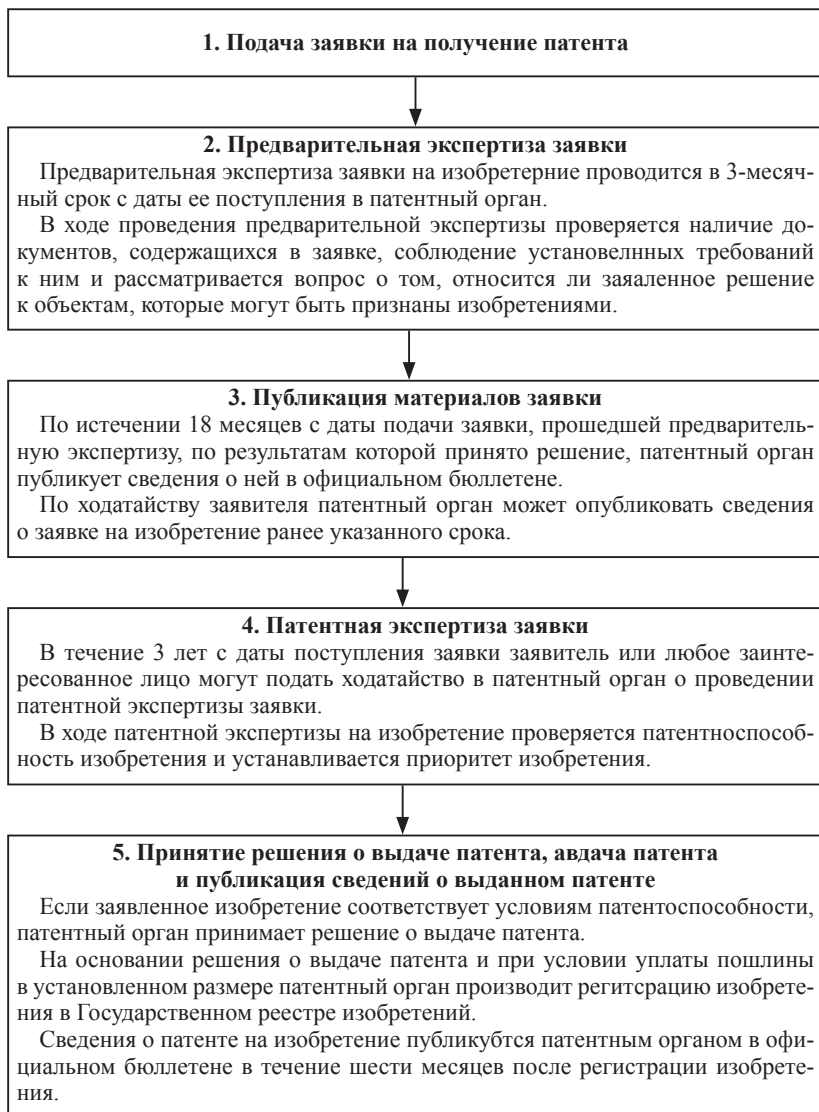 1. Подача заявки на получение патента
2. Предварительная экспертиза заявки
Предварительная экспертиза заявки на изобретерние проводится в 3-месяч-
ный срок с даты ее поступления в патентный орган.
В ходе проведения предварительной экспертизы проверяется наличие до-
кументов, содержащихся в заявке, соблюдение установелнных требований
к ним и рассматривается вопрос о том, относится ли заяаленное решение
к объектам, которые могут быть признаны изобретениями.
3. Публикация материалов заявки
По истечении 18 месяцев с даты подачи заявки, прошедшей предваритель-
ную экспертизу, по результатам которой принято решение, патентный орган
публикует сведения о ней в официальном бюллетене.
По ходатайству заявителя патентный орган может опубликовать сведения
о заявке на изобретение ранее указанного срока.
4. Патентная экспертиза заявки
В течение 3 лет с даты поступления заявки заявитель или любое заинте-
ресованное лицо могут подать ходатайство в патентный орган о проведении
патентной экспертизы заявки.
В ходе патентной экспертизы на изобретение проверяется патентноспособ-
ность изобретения и устанавливается приоритет изобретения.
5. Принятие решения о выдаче патента, авдача патента
и публикация сведений о выданном патенте
Если заявленное изобретение соответствует условиям патентоспособности,
патентный орган принимает решение о выдаче патента.
На основании решения о выдаче патента и при условии уплаты пошлины
в установленном размере патентный орган производит регитсрацию изобрете-
ния в Государственном реестре изобретений.
Сведения о патенте на изобретение публикубтся патентным органом в офи-
циальном бюллетене в течение шести месяцев после регистрации изобрете-
ния.